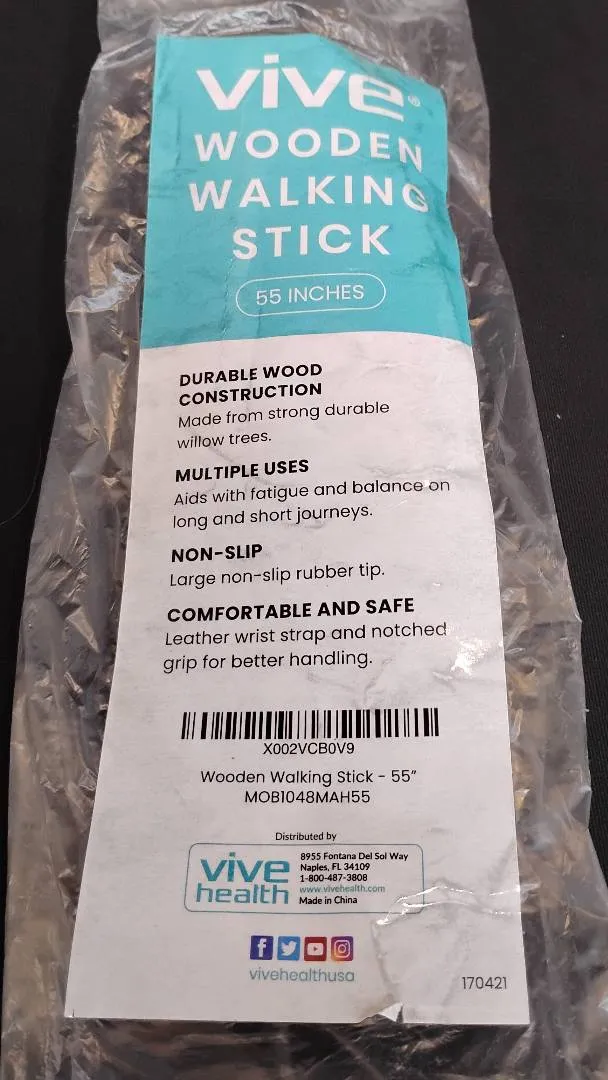 vive®
WOODEN
WALKING
STICK
55 INCHES
DURABLE WOOD
CONSTRUCTION
Made from strong durable
willow trees.
MULTIPLE USES
Aids with fatigue and balance on
long and short journeys.
NON-SLIP
Large non-slip rubber tip.
COMFORTABLE AND SAFE
Leather wrist strap and notched
grip for better handling.
X002VCB0V9
Wooden Walking Stick - 55”
MOB1048MAH55
Distributed by
vive
health
8955 Fontana Del Sol Way
Naples, FL 34109
1-800-487-3808
www.vivehealth.com
Made in China
vivehealthusa
170421